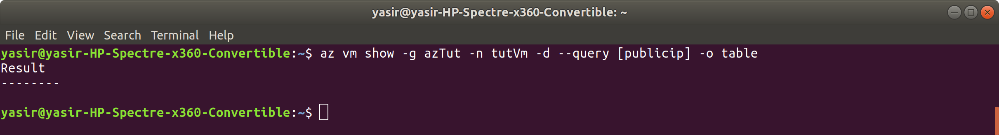 yasir@yasir-HP-Spectre-x360-Convertible: ~
File Edit View Search Terminal Help
yasir@yasir-HP-Spectre-x360-Convertible:~$ az vm show -g azTut -n tutVm -d --query [publicip] -o table
Result
--------
yasir@yasir-HP-Spectre-x360-Convertible:~$